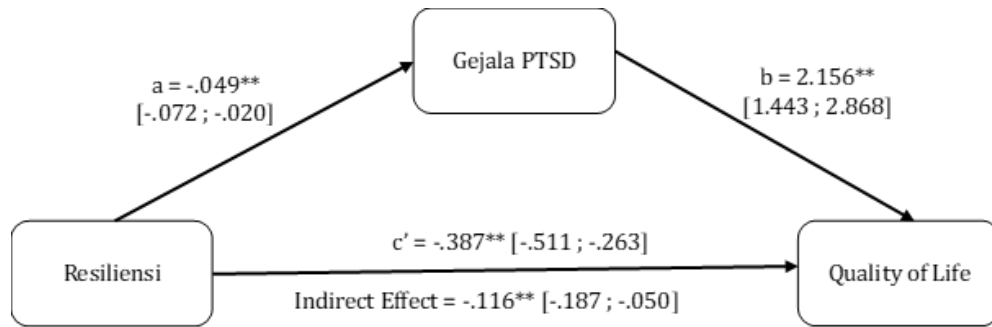 Gejala PTSD
a = -.049**
[-.072 ; -.020]
b = 2.156**
[1.443 ; 2.868]
Resiliensi
c’ = -.387** [-.511 ; -.263]
Indirect Effect = -.116** [-.187 ; -.050]
Quality of Life